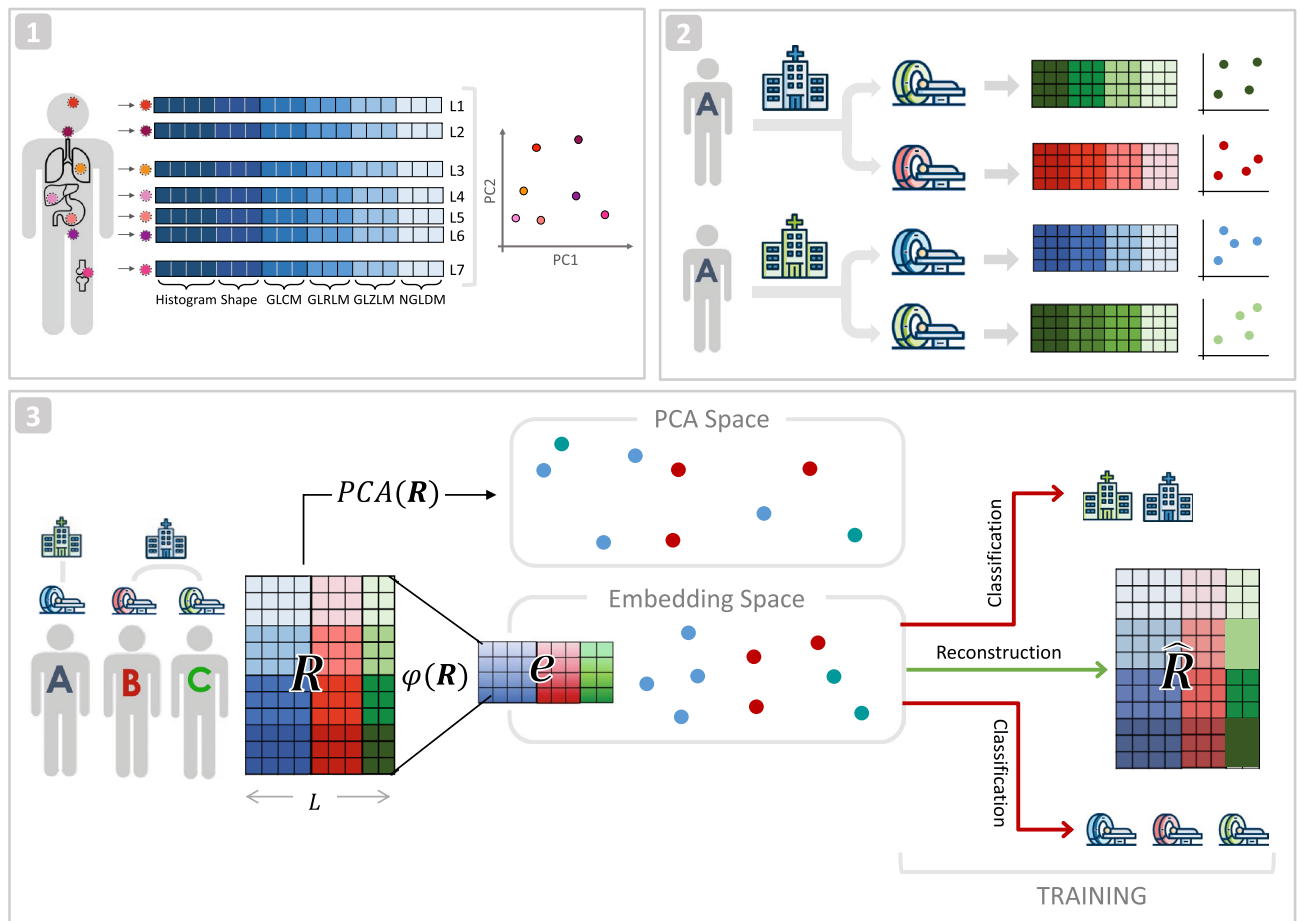 1
L1
L2
L3
L4
L5
L6
L7
Histogram Shape GLCM GLRLM GLZLM NGLDM
PC2
PC1
2
A
A
3
PCA Space
PCA(R)
Embedding Space
A B C
R
φ(R)
e
L
Classification
Reconstruction
R̂
Classification
TRAINING